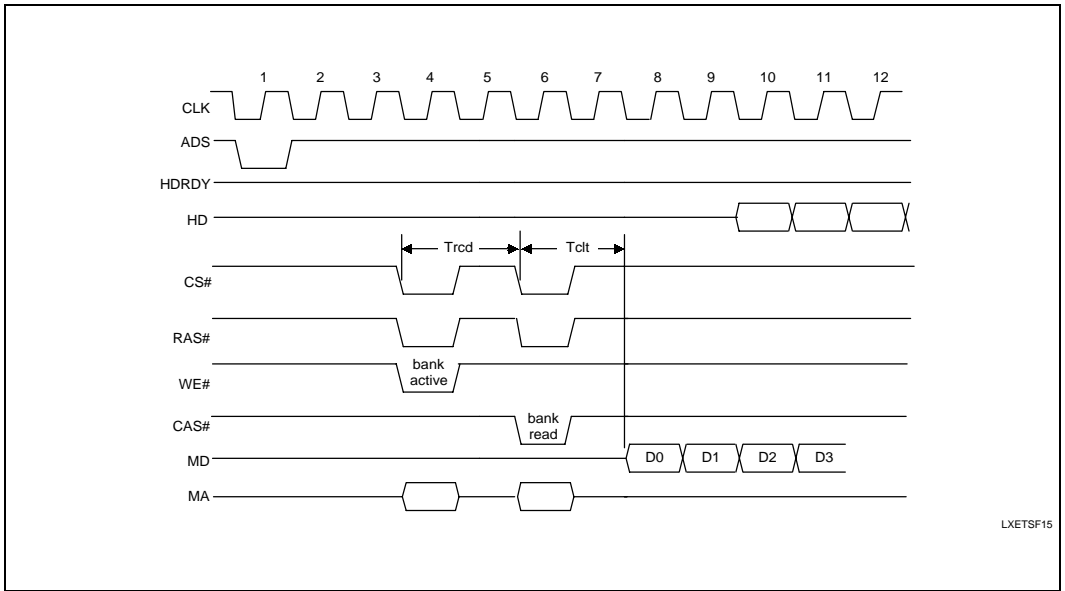 1 2 3 4 5 6 7 8 9 10 11 12
CLK
ADS
HDRDY
HD
Trcd Tclt
CS#
RAS#
bank
active
WE#
bank
read
CAS#
MD D0 D1 D2 D3
MA
LXETSF15